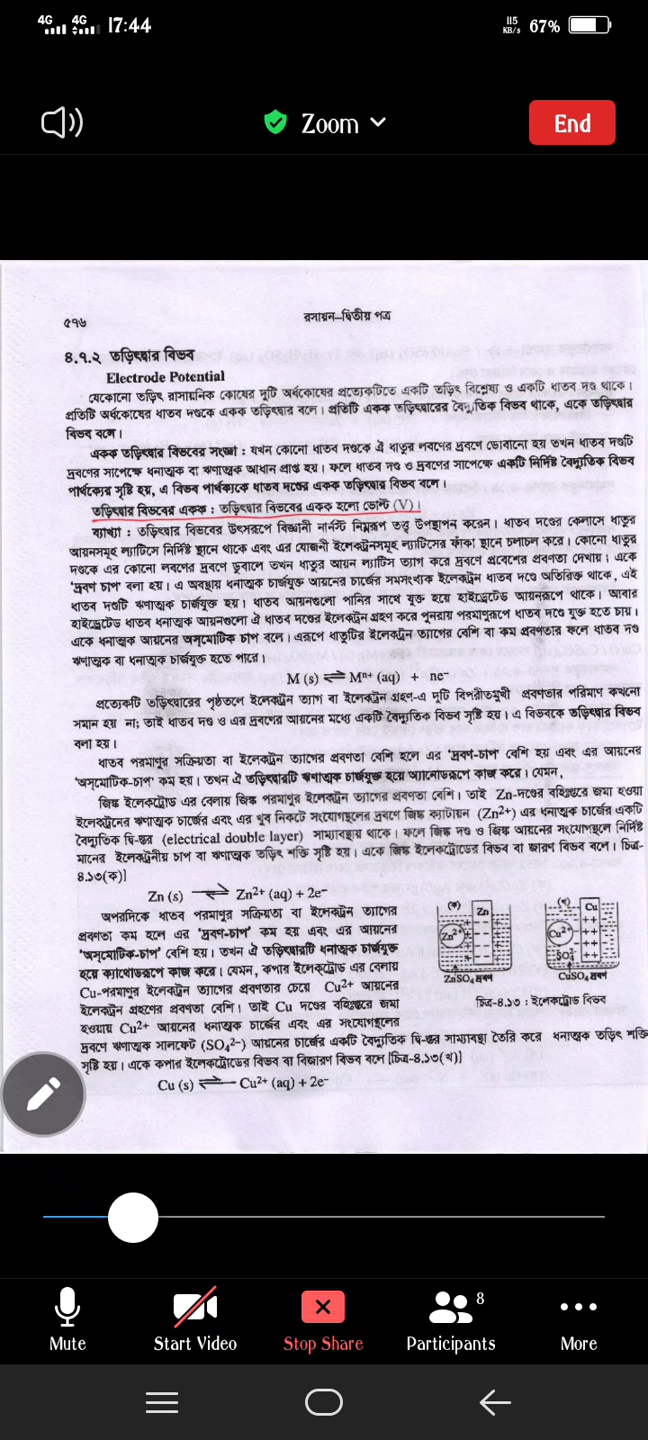 4G 4G 17:44
115 KB/s 67%
Zoom
End
৫৭৬
রসায়ন–দ্বিতীয় পত্র
৪.৭.২ তড়িৎদ্বার বিভব
Electrode Potential
যেকোনো তড়িৎ রাসায়নিক কোষের দুটি অর্ধকোষের প্রত্যেকটিতে একটি তড়িৎ বিশ্লেষ্য ও একটি ধাতব দণ্ড থাকে।
প্রতিটি অর্ধকোষের ধাতব দণ্ডকে একক তড়িৎদ্বার বলে। প্রতিটি একক তড়িৎদ্বারের বৈদ্যুতিক বিভব থাকে, একে তড়িৎদ্বার
বিভব বলে।
একক তড়িৎদ্বার বিভবের সংজ্ঞা : যখন কোনো ধাতব দণ্ডকে ঐ ধাতুর লবণের দ্রবণে ডোবানো হয় তখন ধাতব দণ্ডটি
দ্রবণের সাপেক্ষে ধনাত্মক বা ঋণাত্মক আধান প্রাপ্ত হয়। ফলে ধাতব দণ্ড ও দ্রবণের সাপেক্ষে একটি নির্দিষ্ট বৈদ্যুতিক বিভব
পার্থক্যের সৃষ্টি হয়, এ বিভব পার্থক্যকে ধাতব দণ্ডের একক তড়িৎদ্বার বিভব বলে।
তড়িৎদ্বার বিভবের একক : তড়িৎদ্বার বিভবের একক হলো ভোল্ট (V)।
ব্যাখ্যা : তড়িৎদ্বার বিভবের উৎসরূপে বিজ্ঞানী নার্নস্ট নিম্নরূপ তত্ত্ব উপস্থাপন করেন। ধাতব দণ্ডের কেলাসে ধাতুর
আয়নসমূহ ল্যাটিসে নির্দিষ্ট স্থানে থাকে এবং এর যোজনী ইলেকট্রনসমূহ ল্যাটিসের ফাঁকা স্থানে চলাচল করে। কোনো ধাতুর
দণ্ডকে এর কোনো লবণের দ্রবণে ডুবালে তখন ধাতুর আয়ন ল্যাটিস ত্যাগ করে দ্রবণে প্রবেশের প্রবণতা দেখায়; একে
‘দ্রবণ চাপ’ বলা হয়। এ অবস্থায় ধনাত্মক চার্জযুক্ত আয়নের চার্জের সমসংখ্যক ইলেকট্রন ধাতব দণ্ডে অতিরিক্ত থাকে, এই
ধাতব দণ্ডটি ঋণাত্মক চার্জযুক্ত হয়। ধাতব আয়নগুলো পানির সাথে যুক্ত হয়ে হাইড্রেটেড আয়নরূপে থাকে। আবার
হাইড্রেটেড ধাতব ধনাত্মক আয়নগুলো ঐ ধাতব দণ্ডের ইলেকট্রন গ্রহণ করে পুনরায় পরমাণুরূপে ধাতব দণ্ডে যুক্ত হতে চায়।
একে ধনাত্মক আয়নের অস্মোটিক চাপ বলে। এরূপে ধাতুটির ইলেকট্রন ত্যাগের বেশি বা কম প্রবণতার ফলে ধাতব দণ্ড
ঋণাত্মক বা ধনাত্মক চার্জযুক্ত হতে পারে।
M (s) ⇌ Mⁿ⁺ (aq) + ne⁻
প্রত্যেকটি তড়িৎদ্বারের পৃষ্ঠতলে ইলেকট্রন ত্যাগ বা ইলেকট্রন গ্রহণ-এ দুটি বিপরীতমুখী প্রবণতার পরিমাণ কখনো
সমান হয় না; তাই ধাতব দণ্ড ও এর দ্রবণের আয়নের মধ্যে একটি বৈদ্যুতিক বিভব সৃষ্টি হয়। এ বিভবকে তড়িৎদ্বার বিভব
বলা হয়।
ধাতব পরমাণুর সক্রিয়তা বা ইলেকট্রন ত্যাগের প্রবণতা বেশি হলে এর ‘দ্রবণ-চাপ’ বেশি হয় এবং এর আয়নের
‘অস্মোটিক-চাপ’ কম হয়। তখন ঐ তড়িৎদ্বারটি ঋণাত্মক চার্জযুক্ত হয়ে অ্যানোডরূপে কাজ করে। যেমন,
জিঙ্ক ইলেকট্রোড এর বেলায় জিঙ্ক পরমাণুর ইলেকট্রন ত্যাগের প্রবণতা বেশি। তাই Zn-দণ্ডের বহিস্তরে জমা হওয়া
ইলেকট্রনের ঋণাত্মক চার্জের এবং এর খুব নিকটে সংযোগস্থলের দ্রবণে জিঙ্ক ক্যাটায়ন (Zn²⁺) এর ধনাত্মক চার্জের একটি
বৈদ্যুতিক দ্বি-স্তর (electrical double layer) সাম্যাবস্থায় থাকে। ফলে জিঙ্ক দণ্ড ও জিঙ্ক আয়নের সংযোগস্থলে নির্দিষ্ট
মানের ইলেকট্রনীয় চাপ বা ঋণাত্মক তড়িৎ শক্তি সৃষ্টি হয়। একে জিঙ্ক ইলেকট্রোডের বিভব বা জারণ বিভব বলে। চিত্র-
৪.১৩(ক)]
Zn (s) ⇌ Zn²⁺ (aq) + 2e⁻
অপরদিকে ধাতব পরমাণুর সক্রিয়তা বা ইলেকট্রন ত্যাগের
প্রবণতা কম হলে এর ‘দ্রবণ-চাপ’ কম হয় এবং এর আয়নের
‘অস্মোটিক-চাপ’ বেশি হয়। তখন ঐ তড়িৎদ্বারটি ধনাত্মক চার্জযুক্ত
হয়ে ক্যাথোডরূপে কাজ করে। যেমন, কপার ইলেকট্রোড এর বেলায়
Cu-পরমাণুর ইলেকট্রন ত্যাগের প্রবণতার চেয়ে Cu²⁺ আয়নের
ইলেকট্রন গ্রহণের প্রবণতা বেশি। তাই Cu দণ্ডের বহিস্তরে জমা
হওয়ায় Cu²⁺ আয়নের ধনাত্মক চার্জের এবং এর সংযোগস্থলের
দ্রবণে ঋণাত্মক সালফেট (SO₄²⁻) আয়নের চার্জের একটি বৈদ্যুতিক দ্বি-স্তর সাম্যাবস্থা তৈরি করে ধনাত্মক তড়িৎ শক্তি
সৃষ্টি হয়। একে কপার ইলেকট্রোডের বিভব বা বিজারণ বিভব বলে [চিত্র-৪.১৩(খ)]
Cu (s) ⇌ Cu²⁺ (aq) + 2e⁻
(ক) Zn
Zn²⁺
ZnSO₄ দ্রবণ
(খ) Cu
Cu²⁺
SO₄²⁻
CuSO₄ দ্রবণ
চিত্র-৪.১৩ : ইলেকট্রোড বিভব
Mute
Start Video
Stop Share
Participants 8
More